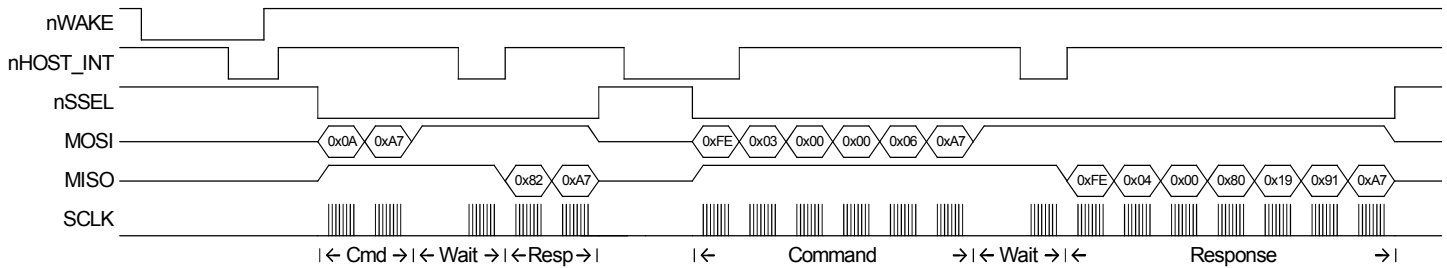 nWAKE
nHOST_INT
nSSEL
MOSI 0x0A 0xA7 0xFE 0x03 0x00 0x00 0x06 0xA7
MISO 0x82 0xA7 0xFE 0x04 0x00 0x80 0x19 0x91 0xA7
SCLK
|← Cmd →|← Wait →|← Resp →| |← Command →|← Wait →|← Response →|